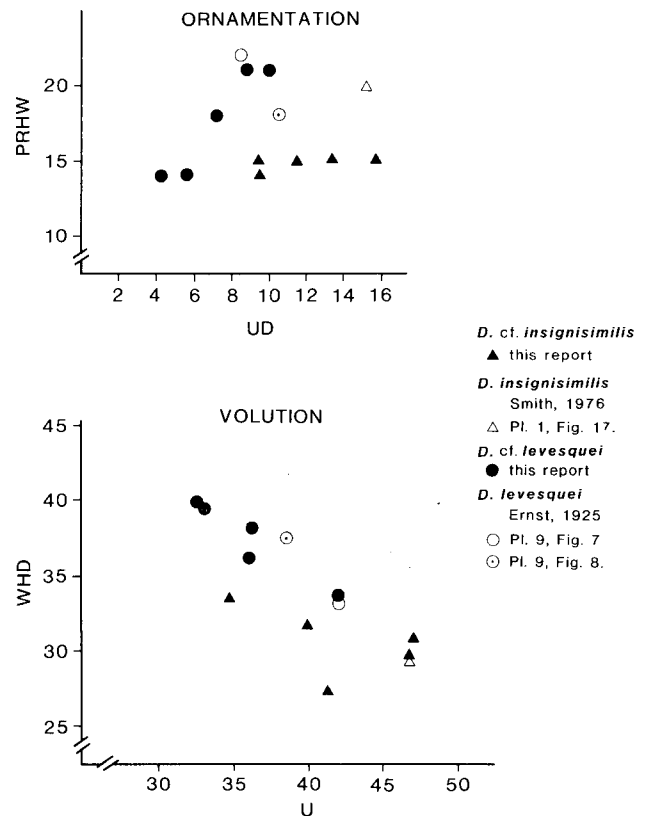 ORNAMENTATION
PRHW
20
15
10
2 4 6 8 10 12 14 16
UD
D. cf. insignisimilis
▲ this report
D. insignisimilis
Smith, 1976
△ Pl. 1, Fig. 17.
D. cf. levesquei
● this report
D. levesquei
Ernst, 1925
○ Pl. 9, Fig. 7
⊙ Pl. 9, Fig. 8.
VOLUTION
WHD
45
40
35
30
25
30 35 40 45 50
U